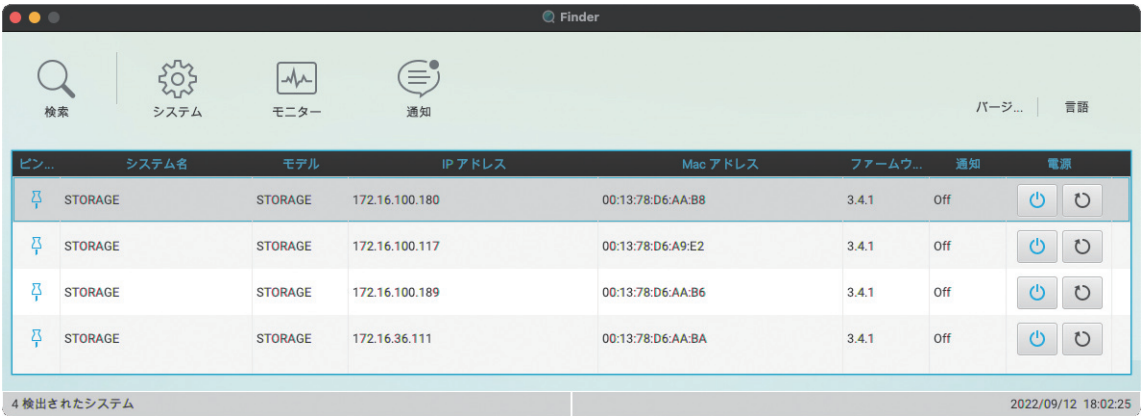 Finder
検索 システム モニター 通知 バージ... 言語
ピン... システム名 モデル IP アドレス Mac アドレス ファームウ... 通知 電源
STORAGE STORAGE 172.16.100.180 00:13:78:D6:AA:B8 3.4.1 Off
STORAGE STORAGE 172.16.100.117 00:13:78:D6:A9:E2 3.4.1 Off
STORAGE STORAGE 172.16.100.189 00:13:78:D6:AA:B6 3.4.1 Off
STORAGE STORAGE 172.16.36.111 00:13:78:D6:AA:BA 3.4.1 Off
4 検出されたシステム 2022/09/12 18:02:25